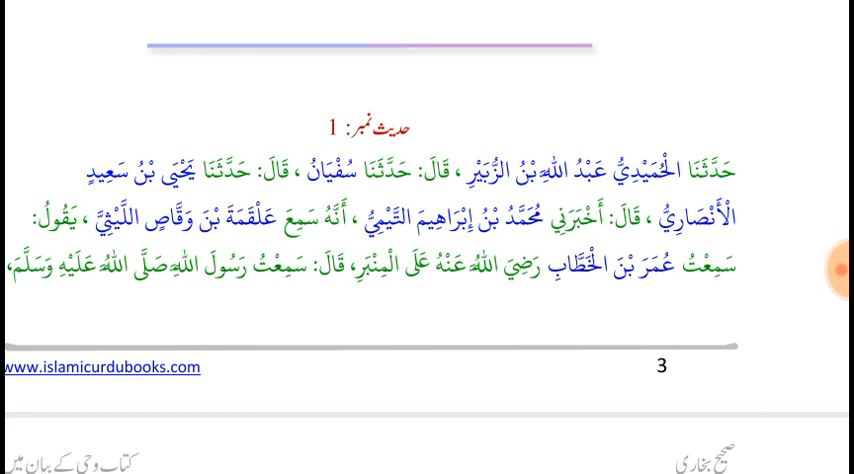 حدیث نمبر: 1
حَدَّثَنَا الْحُمَيْدِيُّ عَبْدُ اللَّهِ بْنُ الزُّبَيْرِ ، قَالَ: حَدَّثَنَا سُفْيَانُ ، قَالَ: حَدَّثَنَا يَحْيَى بْنُ سَعِيدٍ
الْأَنْصَارِيُّ ، قَالَ: أَخْبَرَنِي مُحَمَّدُ بْنُ إِبْرَاهِيمَ التَّيْمِيُّ ، أَنَّهُ سَمِعَ عَلْقَمَةَ بْنَ وَقَّاصٍ اللَّيْثِيَّ ، يَقُولُ:
سَمِعْتُ عُمَرَ بْنَ الْخَطَّابِ رَضِيَ اللَّهُ عَنْهُ عَلَى الْمِنْبَرِ، قَالَ: سَمِعْتُ رَسُولَ اللَّهِ صَلَّى اللَّهُ عَلَيْهِ وَسَلَّمَ،
3 www.islamicurdubooks.com
صحیح بخاری کتاب وحی کے بیان میں